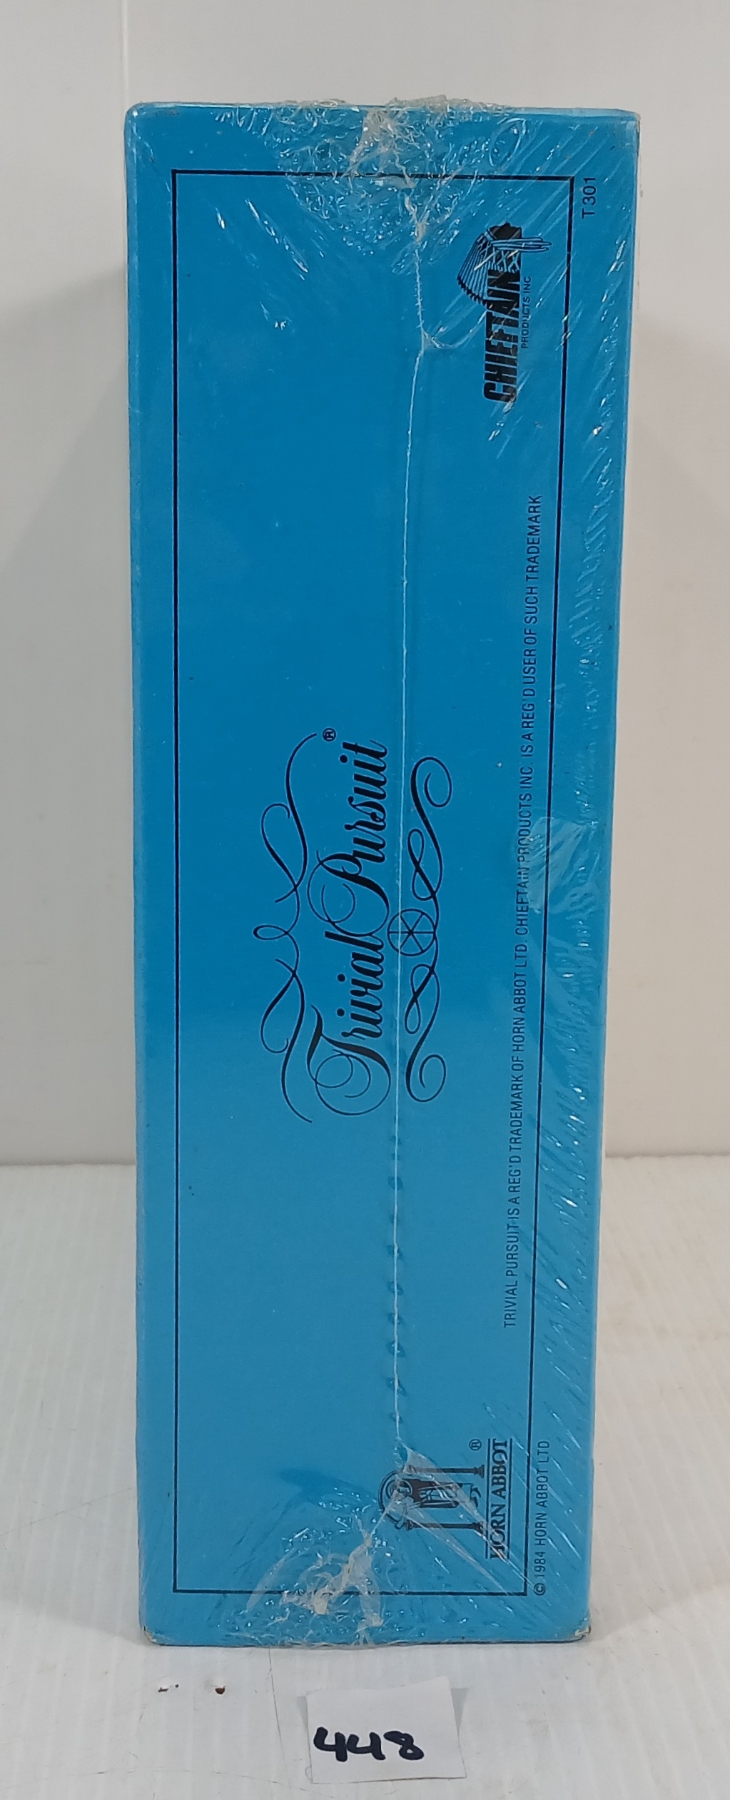 T301
CHIEFTAIN
PRODUCTS INC.
Trivial Pursuit®
TRIVIAL PURSUIT IS A REG'D TRADEMARK OF HORN ABBOT LTD. CHIEFTAIN PRODUCTS INC. IS A REG'D USER OF SUCH TRADEMARK
®
HORN ABBOT
© 1984 HORN ABBOT LTD
448